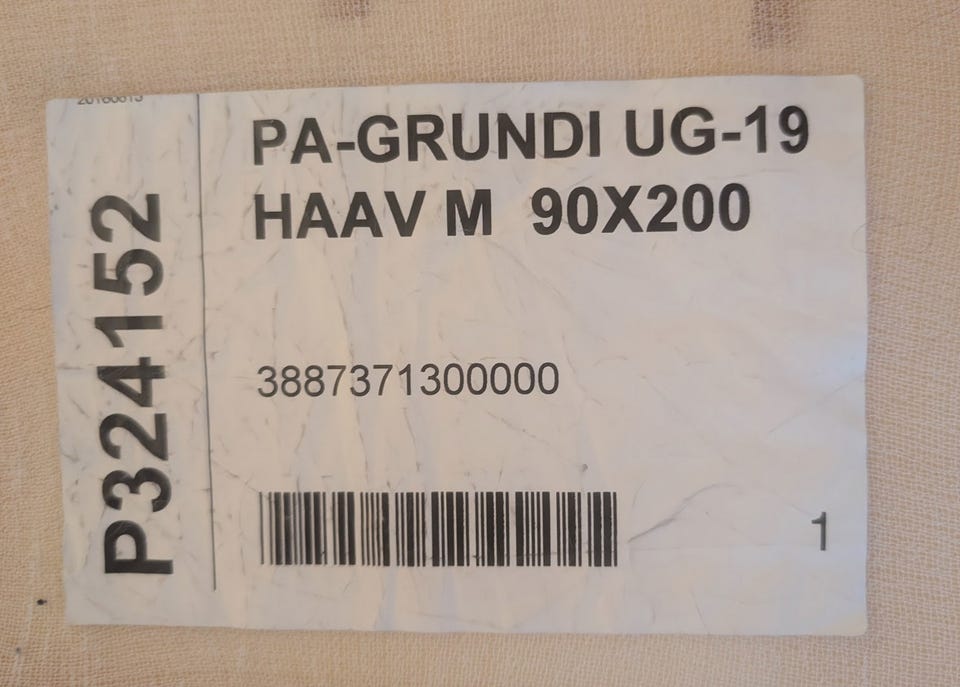 P324152
PA-GRUNDI UG-19
HAAV M 90X200
3887371300000
1